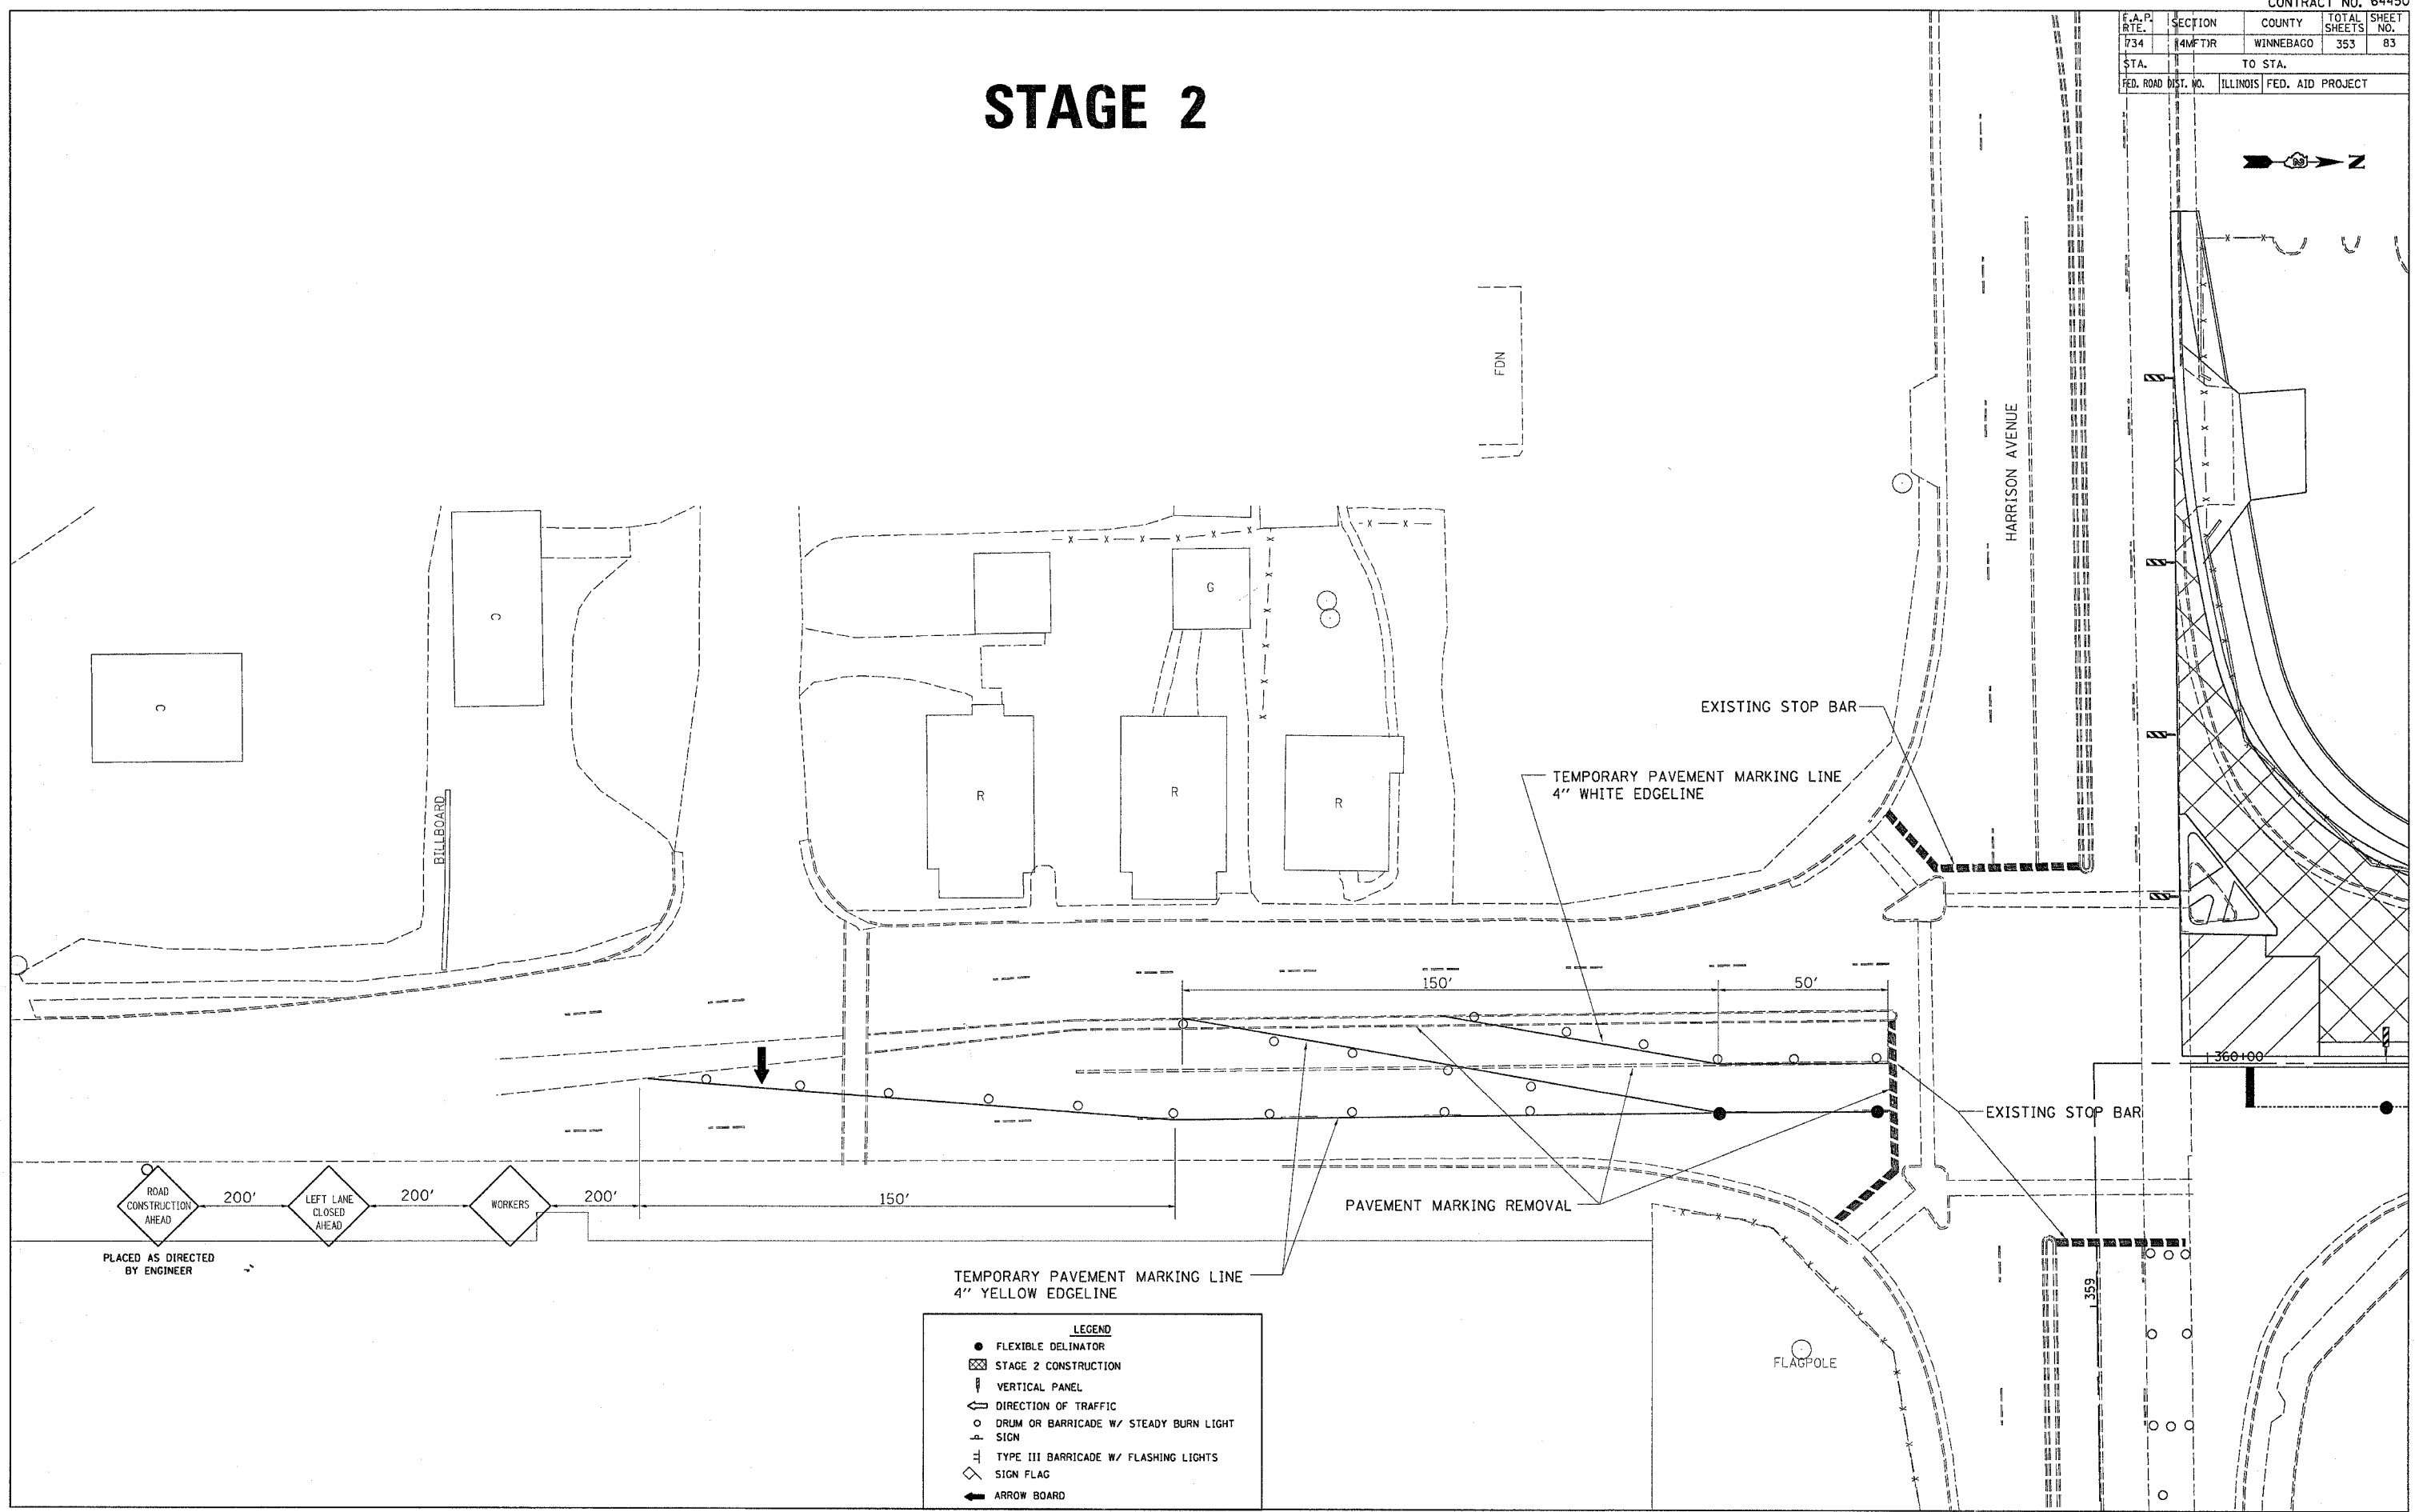 CONTRACT NO. 64450
F.A.P. RTE. SECTION COUNTY TOTAL SHEETS SHEET NO.
734 WINNEBAGO 353 83
STA. TO STA.
FED. ROAD DIST. NO. ILLINOIS FED. AID PROJECT
STAGE 2
N
FDN
HARRISON AVENUE
C
C
G
R
R
R
BILLBOARD
EXISTING STOP BAR
TEMPORARY PAVEMENT MARKING LINE
4" WHITE EDGELINE
150'
50'
360+00
EXISTING STOP BAR
ROAD
CONSTRUCTION
AHEAD
200'
LEFT LANE
CLOSED
AHEAD
200'
WORKERS
200'
150'
PAVEMENT MARKING REMOVAL
PLACED AS DIRECTED
BY ENGINEER
TEMPORARY PAVEMENT MARKING LINE
4" YELLOW EDGELINE
359
FLAGPOLE
LEGEND
FLEXIBLE DELINATOR
STAGE 2 CONSTRUCTION
VERTICAL PANEL
DIRECTION OF TRAFFIC
DRUM OR BARRICADE W/ STEADY BURN LIGHT
SIGN
TYPE III BARRICADE W/ FLASHING LIGHTS
SIGN FLAG
ARROW BOARD